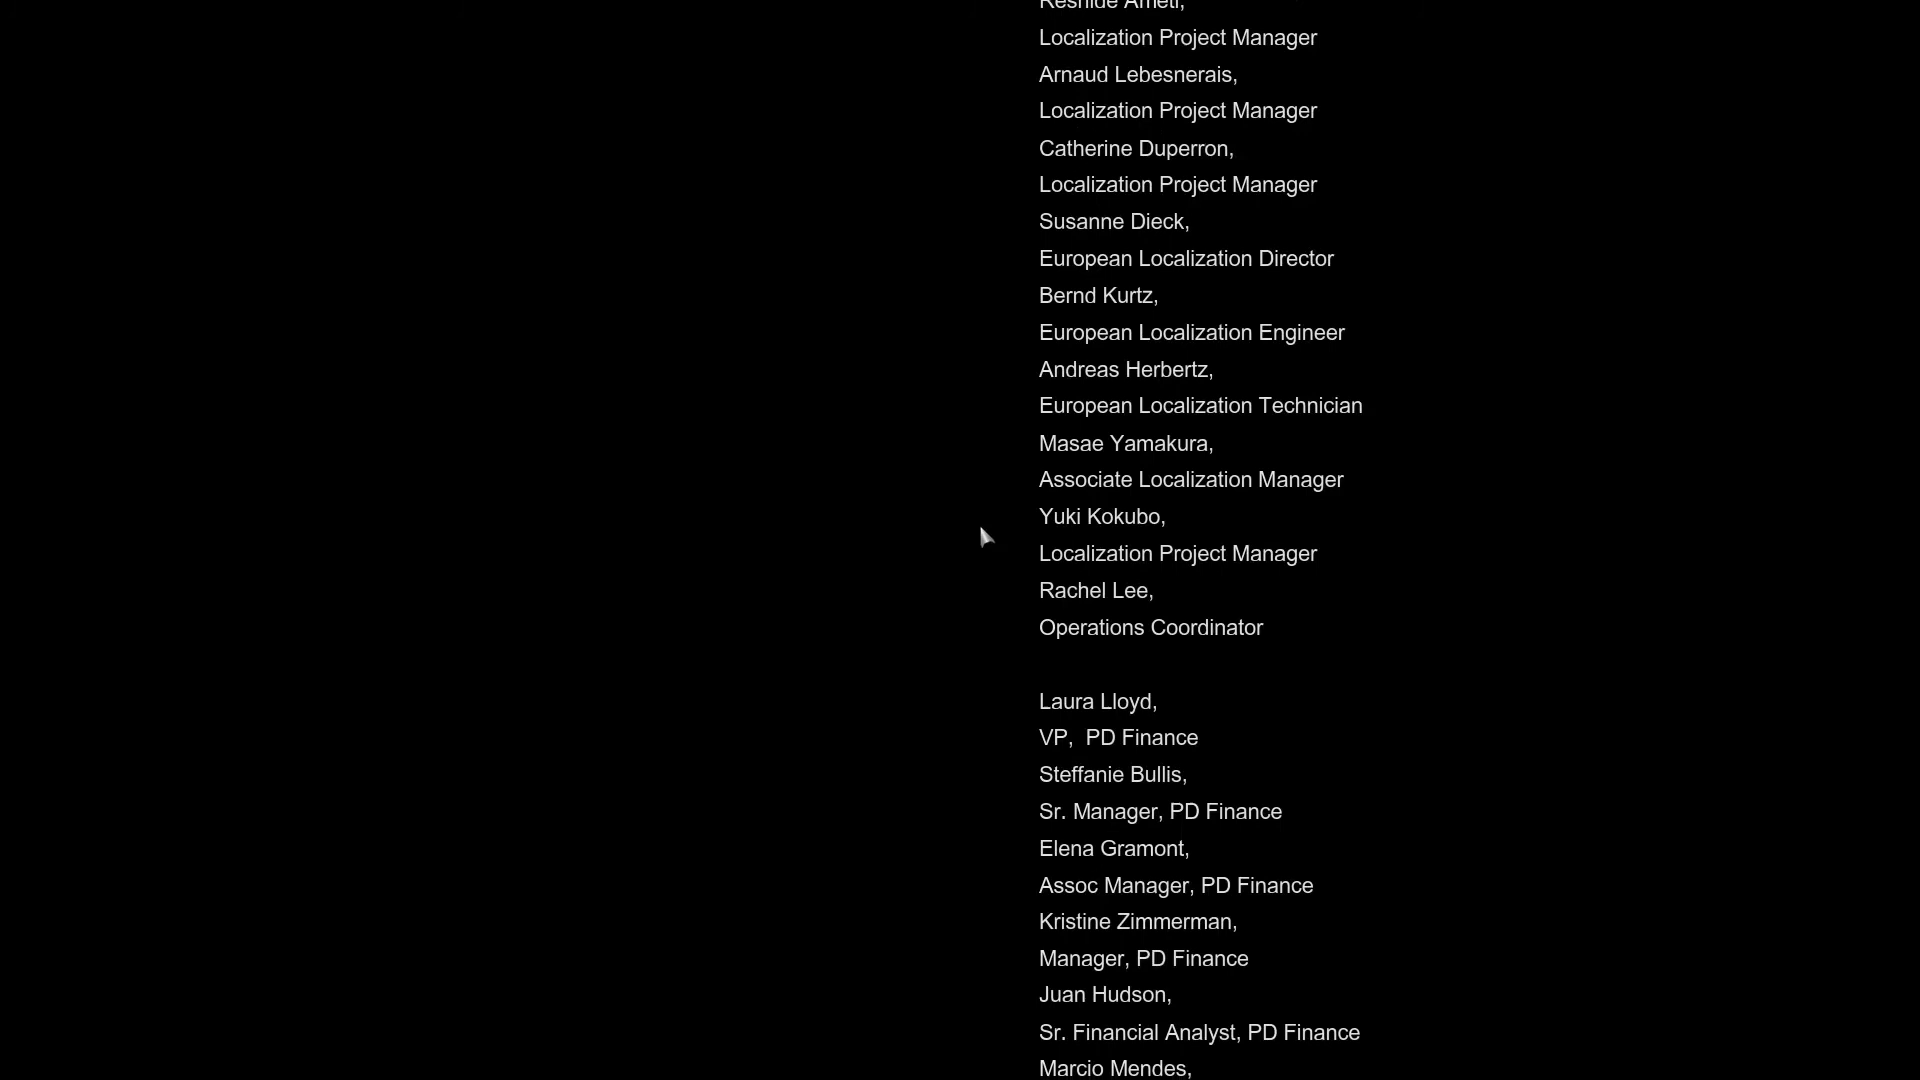 Reshide Ameti,
Localization Project Manager
Arnaud Lebesnerais,
Localization Project Manager
Catherine Duperron,
Localization Project Manager
Susanne Dieck,
European Localization Director
Bernd Kurtz,
European Localization Engineer
Andreas Herbertz,
European Localization Technician
Masae Yamakura,
Associate Localization Manager
Yuki Kokubo,
Localization Project Manager
Rachel Lee,
Operations Coordinator
Laura Lloyd,
VP,  PD Finance
Steffanie Bullis,
Sr. Manager, PD Finance
Elena Gramont,
Assoc Manager, PD Finance
Kristine Zimmerman,
Manager, PD Finance
Juan Hudson,
Sr. Financial Analyst, PD Finance
Marcio Mendes,